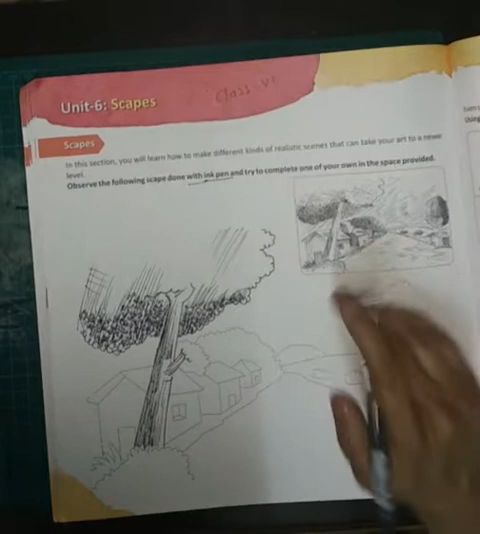 Unit-6: Scapes
Class-VI
Scapes
In this section, you will learn how to make different kinds of realistic scenes that can take your art to a newer
level.
Observe the following scape done with ink pen and try to complete one of your own in the space provided.